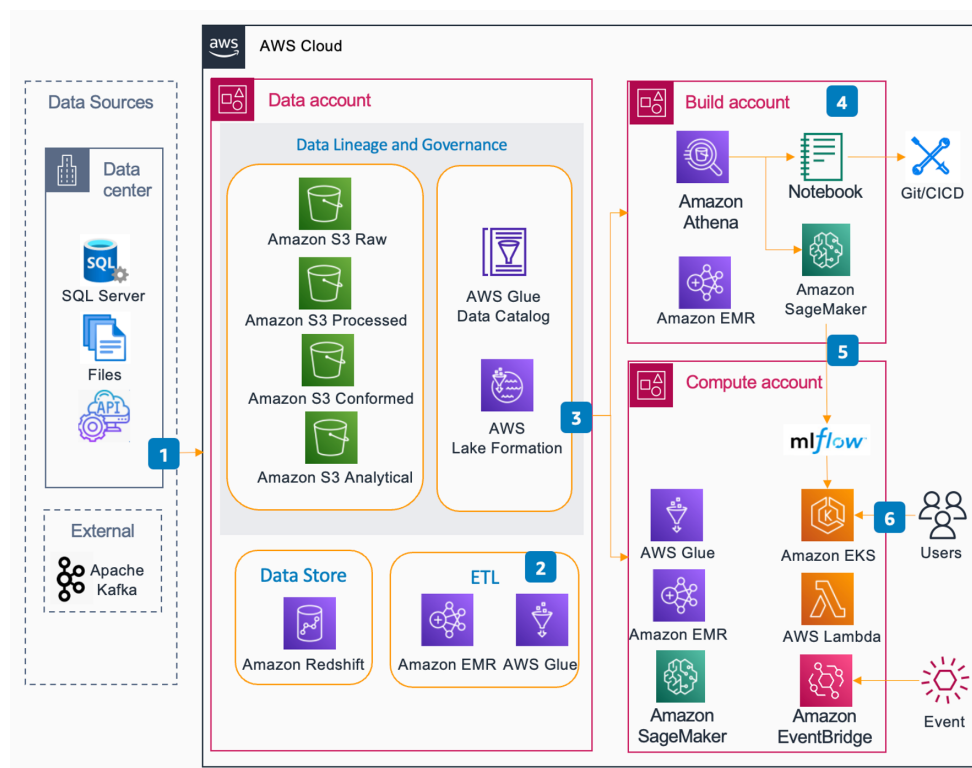 aws
AWS Cloud
Data Sources
Data
center
SQL
SQL Server
Files
API
1
External
Apache
Kafka
Data account
Data Lineage and Governance
Amazon S3 Raw
Amazon S3 Processed
Amazon S3 Conformed
Amazon S3 Analytical
AWS Glue
Data Catalog
AWS
Lake Formation
3
Data Store
Amazon Redshift
ETL
2
Amazon EMR
AWS Glue
Build account
4
Amazon
Athena
Notebook
Git/CICD
Amazon EMR
Amazon
SageMaker
5
Compute account
mlflow
AWS Glue
Amazon EKS
6
Users
Amazon EMR
AWS Lambda
Amazon
SageMaker
Amazon
EventBridge
Event